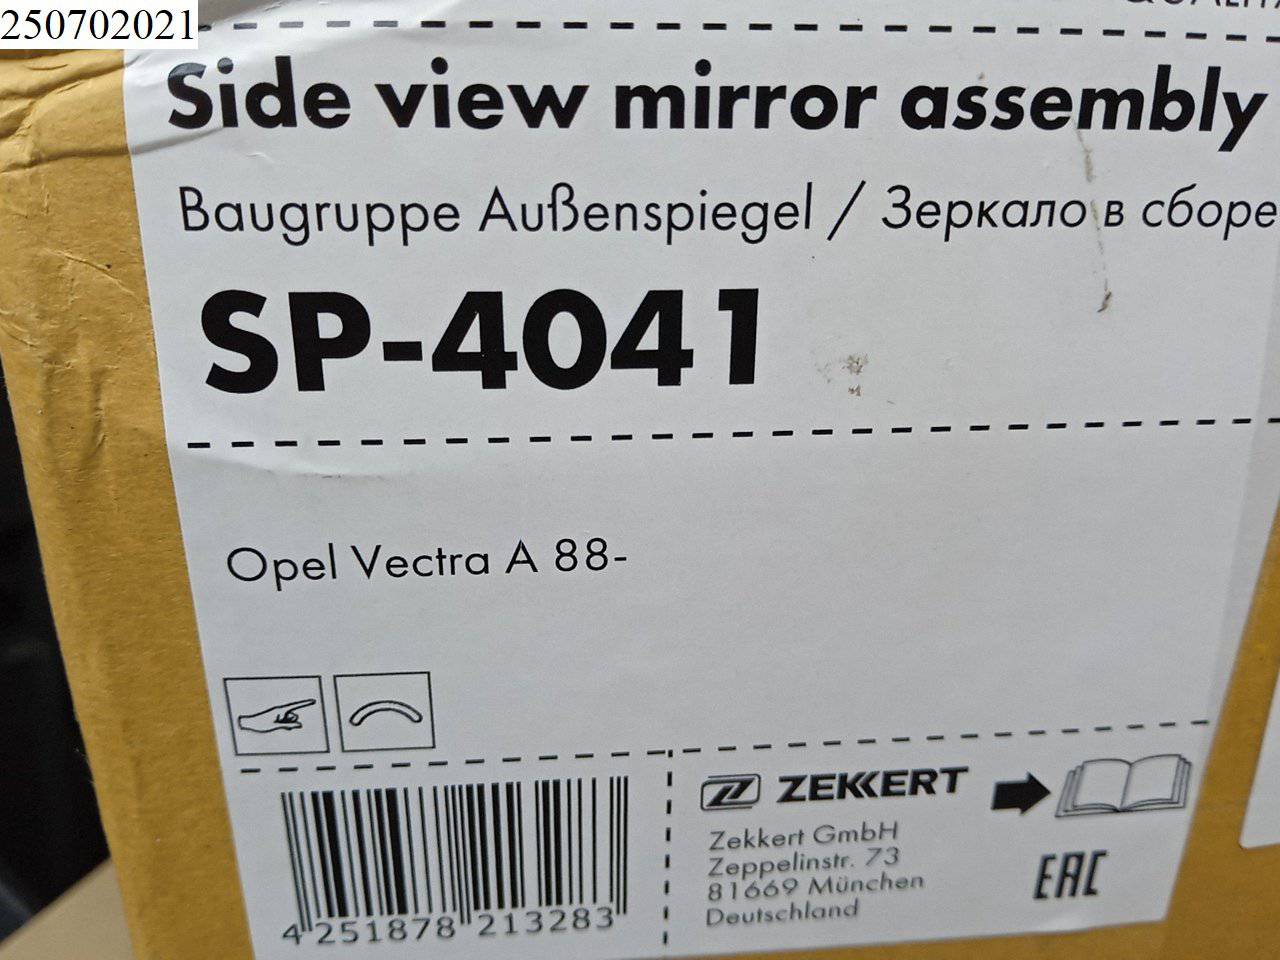 250702021
Side view mirror assembly
Baugruppe Außenspiegel / Зеркало в сборе
SP-4041
Opel Vectra A 88-
ZEKKERT
Zekkert GmbH
Zeppelinstr. 73
81669 München
Deutschland
EAC
4 251878 213283